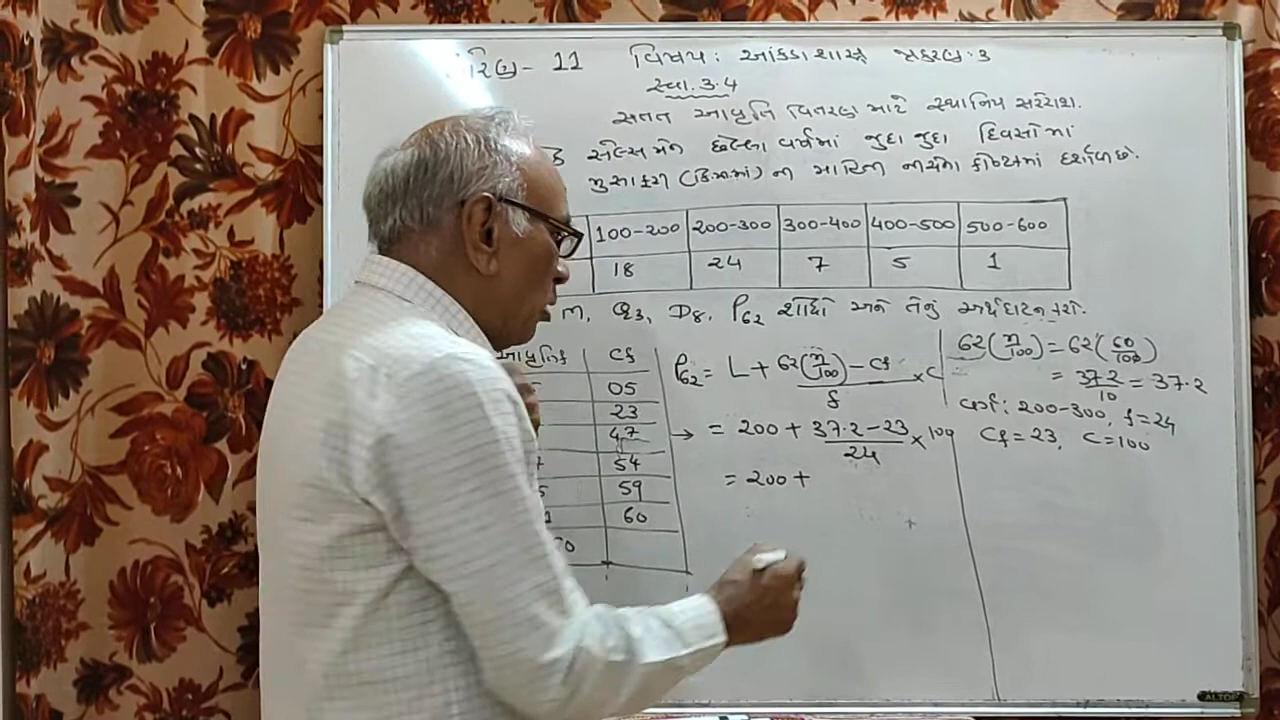 ધોરણ - 11 વિષય : આંકડાશાસ્ત્ર પ્રકરણ : 3
સ્વા. 3.4
સતત આવૃત્તિ વિતરણ માટે સ્થાનિય સરેરાશ.
સેલ્સમેને છેલ્લા વર્ષમાં જુદા જુદા દિવસોમાં
મુસાફરી (કિ.મી.માં) ની માહિતી નીચેના કોષ્ટકમાં દર્શાવેલ છે.
100-200 200-300 300-400 400-500 500-600
18 24 7 5 1
M, Q3, D8, P62 શોધો અને તેનું અર્થઘટન કરો.
આવૃત્તિ f cf
05
23
47
54
59
1 60
P62 = L + 62(n/100) - cf / f × C
= 200 + 37.2 - 23 / 24 × 100
= 200 +
62(n/100) = 62(60/100)
= 372/10 = 37.2
વર્ગ : 200-300, f = 24
Cf = 23, C = 100
ALTOP